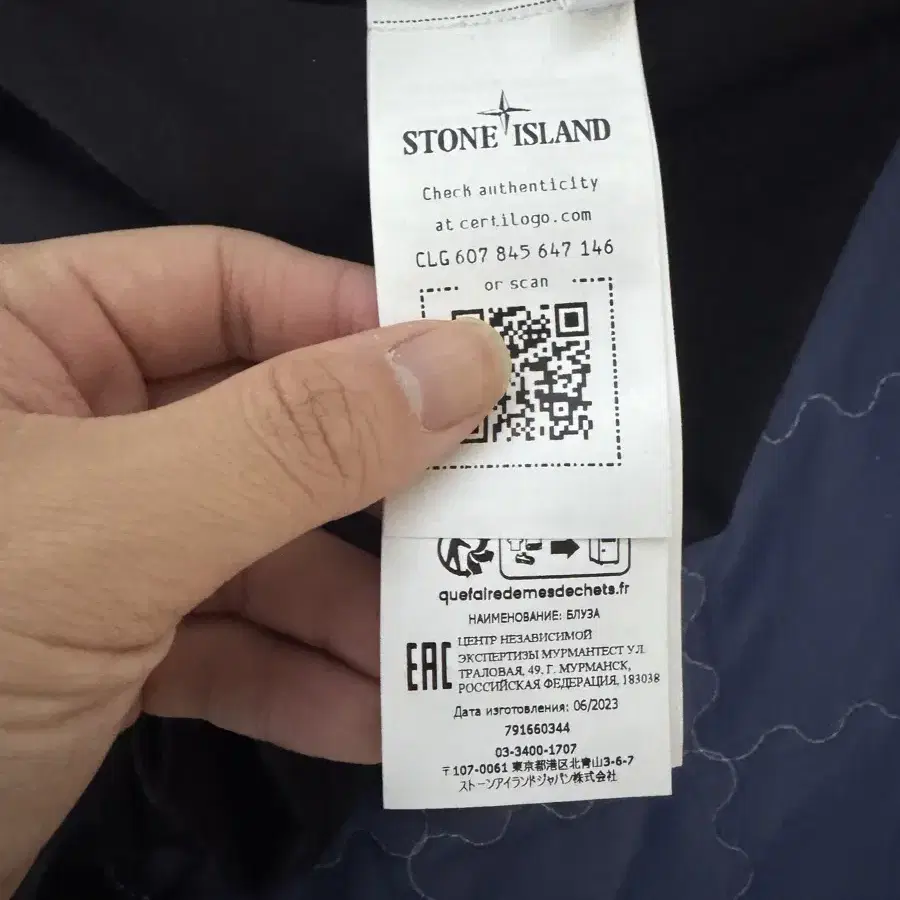 STONE ISLAND
Check authenticity
at certilogo.com
CLG 607 845 647 146
or scan
quefairedemesdechets.fr
НАИМЕНОВАНИЕ: БЛУЗА
EAC
ЦЕНТР НЕЗАВИСИМОЙ
ЭКСПЕРТИЗЫ МУРМАНТЕСТ УЛ.
ТРАЛОВАЯ, 49, Г. МУРМАНСК,
РОССИЙСКАЯ ФЕДЕРАЦИЯ, 183038
Дата изготовления: 06/2023
791660344
03-3400-1707
〒107-0061 東京都港区北青山3-6-7
ストーンアイランドジャパン株式会社